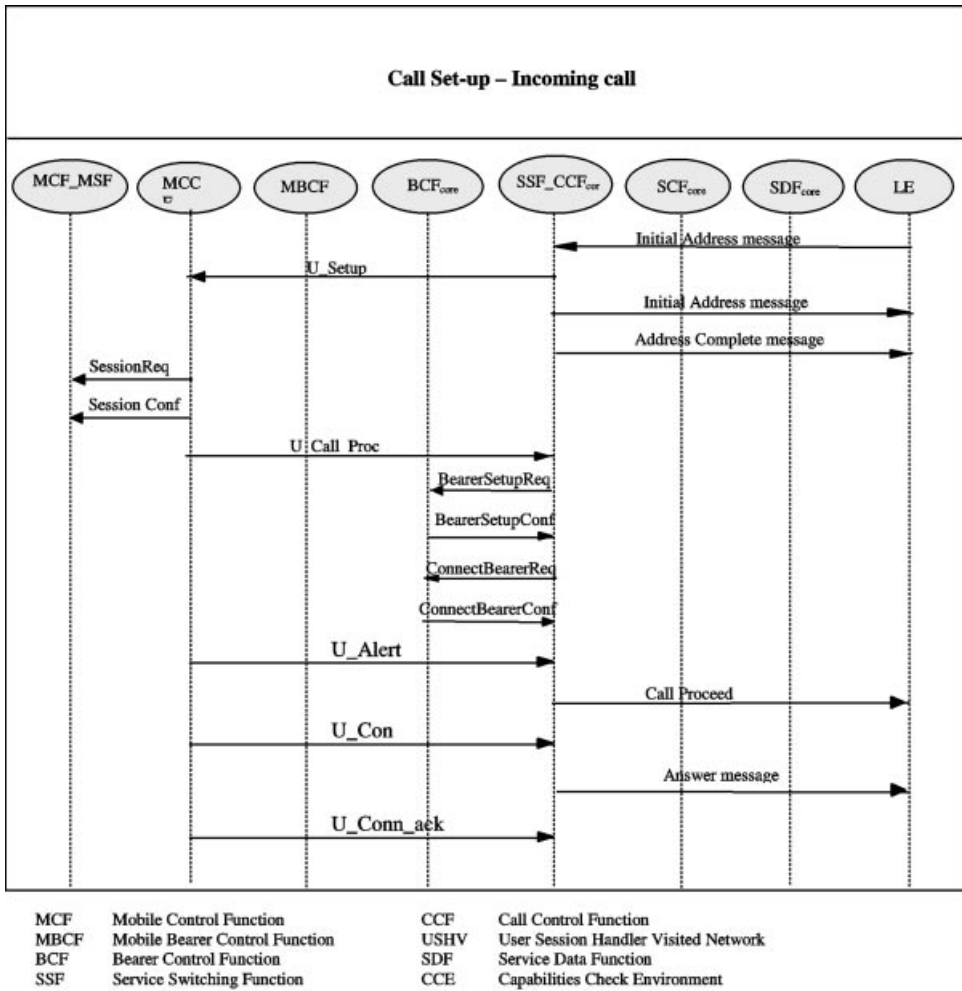 Call Set-up – Incoming call
MCF_MSF
MCC
MBCF
BCFcore
SSF_CCFcor
SCFcore
SDFcore
LE
Initial Address message
U_Setup
Initial Address message
Address Complete message
SessionReq
Session Conf
U_Call_Proc
BearerSetupReq
BearerSetupConf
ConnectBearerReq
ConnectBearerConf
U_Alert
Call Proceed
U_Con
Answer message
U_Conn_ack
MCF Mobile Control Function CCF Call Control Function
MBCF Mobile Bearer Control Function USHV User Session Handler Visited Network
BCF Bearer Control Function SDF Service Data Function
SSF Service Switching Function CCE Capabilities Check Environment